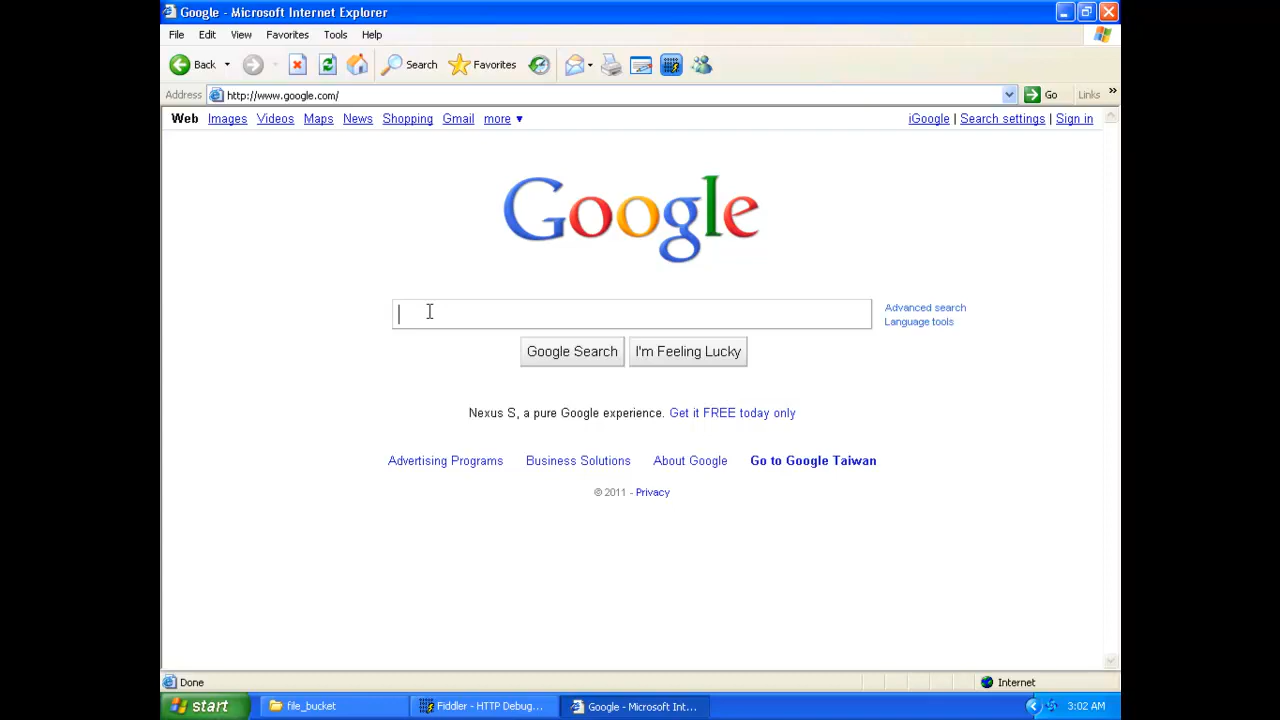 Google - Microsoft Internet Explorer
File Edit View Favorites Tools Help
Back Search Favorites
Address http://www.google.com/ Go Links »
Web Images Videos Maps News Shopping Gmail more ▼ iGoogle | Search settings | Sign in
Google
Advanced search
Language tools
Google Search I'm Feeling Lucky
Nexus S, a pure Google experience. Get it FREE today only
Advertising Programs Business Solutions About Google Go to Google Taiwan
© 2011 - Privacy
Done Internet
start file_bucket Fiddler - HTTP Debug... Google - Microsoft Int... 3:02 AM